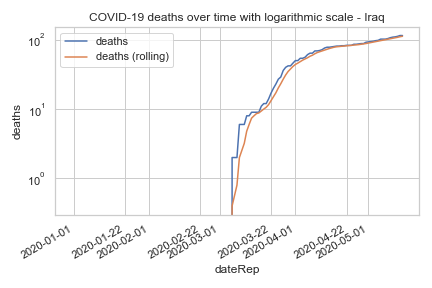 COVID-19 deaths over time with logarithmic scale - Iraq
deaths
deaths (rolling)
10²
10¹
10⁰
deaths
2020-01-01
2020-01-22
2020-02-01
2020-02-22
2020-03-01
2020-03-22
2020-04-01
2020-04-22
2020-05-01
dateRep